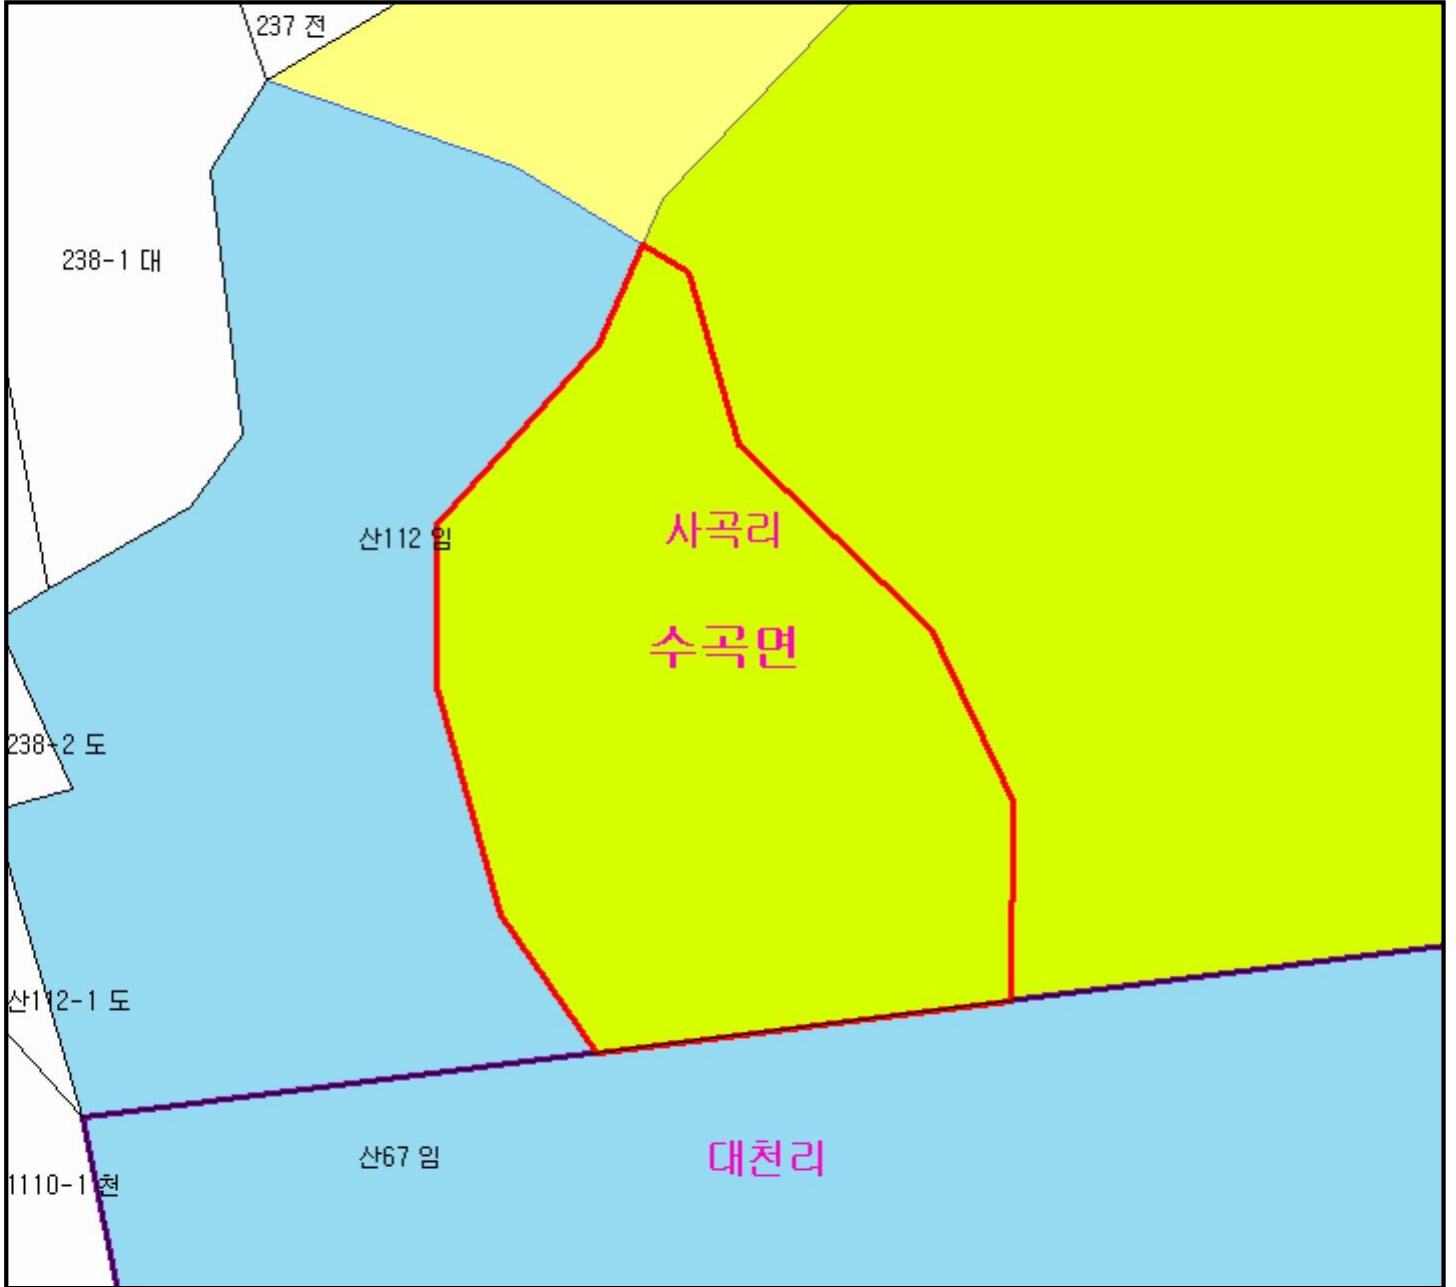 237 전
238-1 대
사곡리
산112 임
수곡면
238-2 도
산112-1 도
산67 임
대천리
1110-1 천